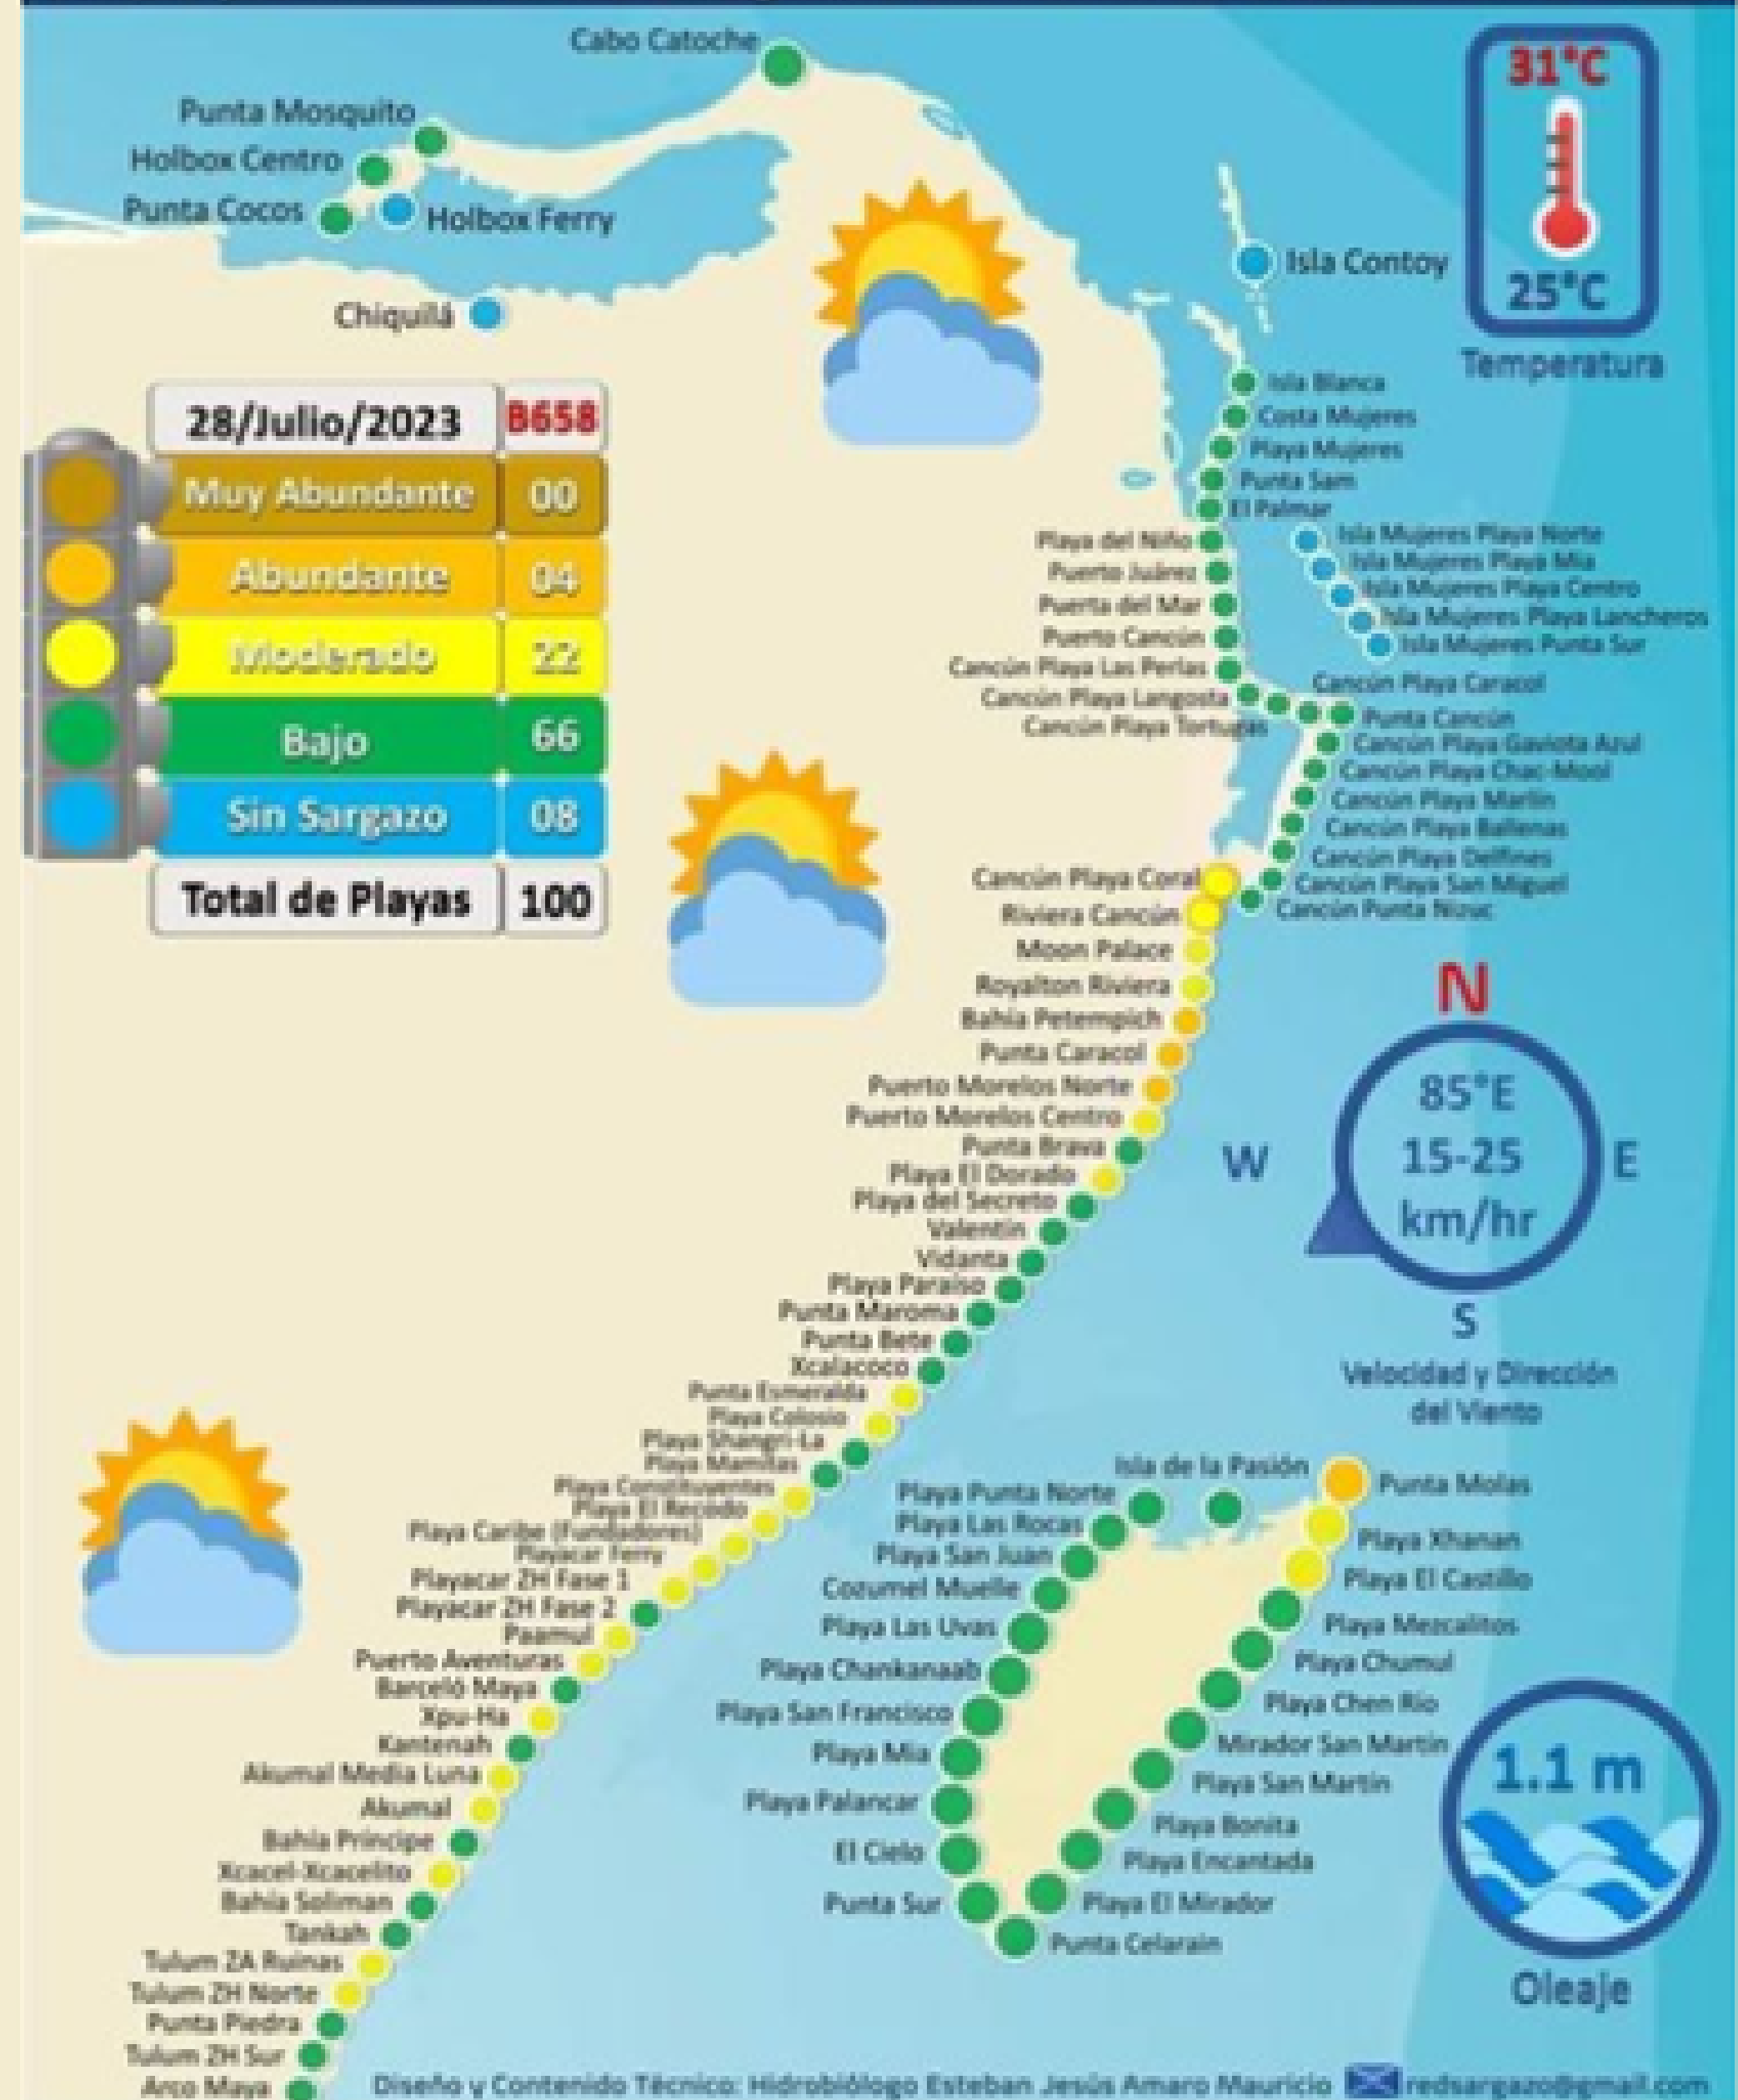 Cabo Catoche
Punta Mosquito
Holbox Centro
Punta Cocos
Holbox Ferry
Chiquilá
Isla Contoy
31°C
25°C
Temperatura
28/Julio/2023 B658
Muy Abundante 00
Abundante 04
Moderado 22
Bajo 66
Sin Sargazo 08
Total de Playas 100
Isla Blanca
Costa Mujeres
Playa Mujeres
Punta Sam
El Palmar
Playa del Niño
Puerto Juárez
Puerta del Mar
Puerto Cancún
Cancún Playa Las Perlas
Cancún Playa Langosta
Cancún Playa Tortugas
Isla Mujeres Playa Norte
Isla Mujeres Playa Mia
Isla Mujeres Playa Centro
Isla Mujeres Playa Lancheros
Isla Mujeres Punta Sur
Cancún Playa Caracol
Punta Cancún
Cancún Playa Gaviota Azul
Cancún Playa Chac-Mool
Cancún Playa Marlin
Cancún Playa Ballenas
Cancún Playa Delfines
Cancún Playa San Miguel
Cancún Punta Nizuc
Cancún Playa Coral
Riviera Cancún
Moon Palace
Royalton Riviera
Bahía Petempich
Punta Caracol
Puerto Morelos Norte
Puerto Morelos Centro
Punta Brava
Playa El Dorado
Playa del Secreto
Valentin
Vidanta
Playa Paraiso
Punta Maroma
Punta Bete
Xcalacoco
Punta Esmeralda
Playa Colosio
Playa Shangri-La
Playa Mamitas
Playa Constituyentes
Playa El Recodo
Playa Caribe (Fundadores)
Playacar Ferry
Playacar ZH Fase 1
Playacar ZH Fase 2
Paamul
Puerto Aventuras
Barceló Maya
Xpu-Ha
Kantenah
Akumal Media Luna
Akumal
Bahía Principe
Xcacel-Xcacelito
Bahía Soliman
Tankah
Tulum ZA Ruinas
Tulum ZH Norte
Punta Piedra
Tulum ZH Sur
Arco Maya
N
W
85°E
15-25
km/hr
E
S
Velocidad y Dirección
del Viento
Isla de la Pasión
Playa Punta Norte
Playa Las Rocas
Playa San Juan
Cozumel Muelle
Playa Las Uvas
Playa Chankanaab
Playa San Francisco
Playa Mia
Playa Palancar
El Cielo
Punta Sur
Punta Molas
Playa Xhanan
Playa El Castillo
Playa Mezcalitos
Playa Chumul
Playa Chen Río
Mirador San Martin
Playa San Martin
Playa Bonita
Playa Encantada
Playa El Mirador
Punta Celarain
1.1 m
Oleaje
Diseño y Contenido Técnico: Hidrobiólogo Esteban Jesús Amaro Mauricio redsargazo@gmail.com